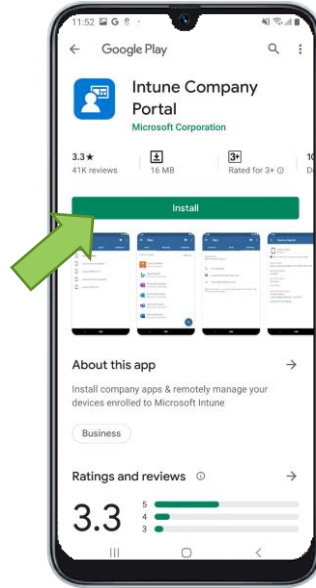 11:52
Google Play
Intune Company
Portal
Microsoft Corporation
3.3★
3+
41K reviews
16 MB
Rated for 3+
Install
About this app
Install company apps & remotely manage your
devices enrolled to Microsoft Intune
Business
Ratings and reviews
3.3
5
4
3